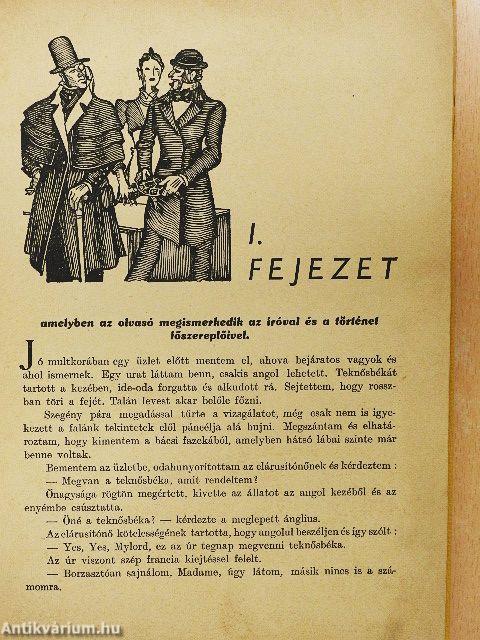 I.
FEJEZET
amelyben az olvasó megismerkedik az íróval és a történet
főszereplőivel.
Jó multkorában egy üzlet előtt mentem el, ahova bejáratos vagyok és
ahol ismernek. Egy urat láttam benn, csakis angol lehetett. Teknősbékát
tartott a kezében, ide-oda forgatta és alkudott rá. Sejtettem, hogy rossz-
ban töri a fejét. Talán levest akar belőle főzni.
Szegény pára megadással tűrte a vizsgálatot, még csak nem is igye-
kezett a falánk tekintetek elől páncélja alá bujni. Megszántam és elhatá-
roztam, hogy kimentem a bácsi fazekából, amelyben hátsó lábai szinte már
benne voltak.
Bementem az üzletbe, odahunyorítottam az elárusítónőnek és kérdeztem :
— Megvan a teknősbéka, amit rendeltem?
Őnagysága rögtön megértett, kivette az állatot az angol kezéből és az
enyémbe csúsztatta.
— Öné a teknősbéka? — kérdezte a meglepett ánglius.
Az elárusítónő kötelességének tartotta, hogy angolul beszéljen és így szólt :
— Yes, Yes, Mylord, ez az úr tegnap megvenni teknősbéka.
Az úr viszont szép francia kiejtéssel felelt.
— Borzasztóan sajnálom. Madame, úgy látom, másik nincs is a szá-
momra.
Antikvárium.hu